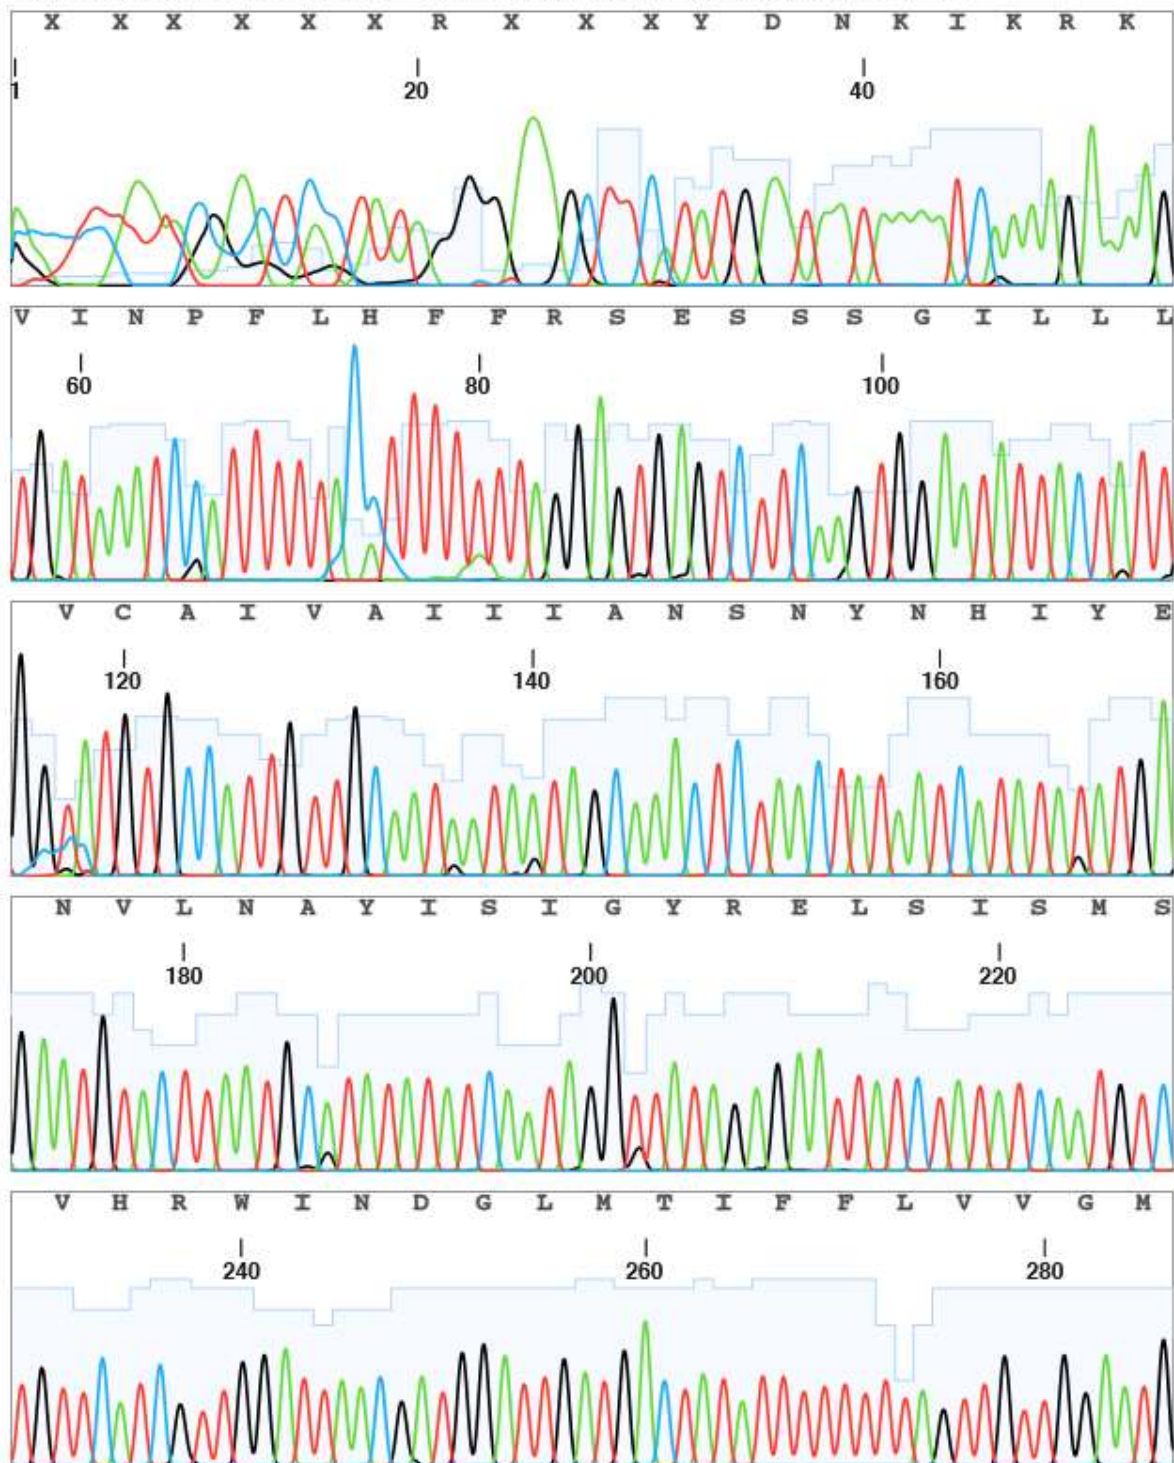 X X X X X X R X X X Y D N K I K R K
1 20 40
V I N P F L H F F R S E S S S G I L L L
60 80 100
V C A I V A I I I A N S N Y N H I Y E
120 140 160
N V L N A Y I S I G Y R E L S I S M S
180 200 220
V H R W I N D G L M T I F F L V V G M
240 260 280